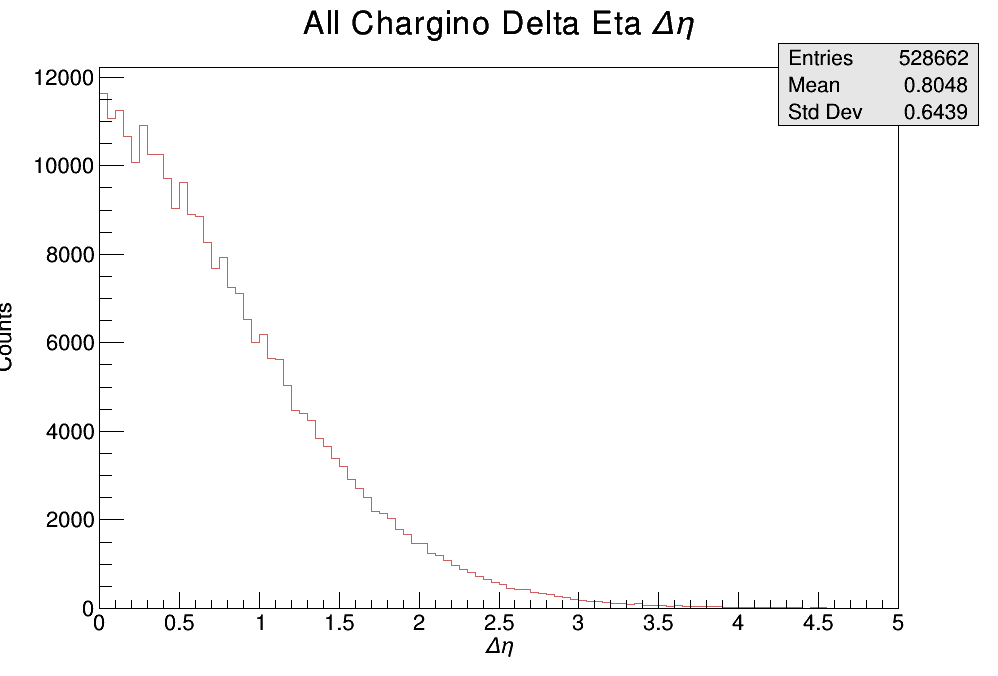 All Chargino Delta Eta Δη
Entries 528662
Mean 0.8048
Std Dev 0.6439
12000
10000
8000
6000
4000
2000
0
Counts
0 0.5 1 1.5 2 2.5 3 3.5 4 4.5 5
Δη